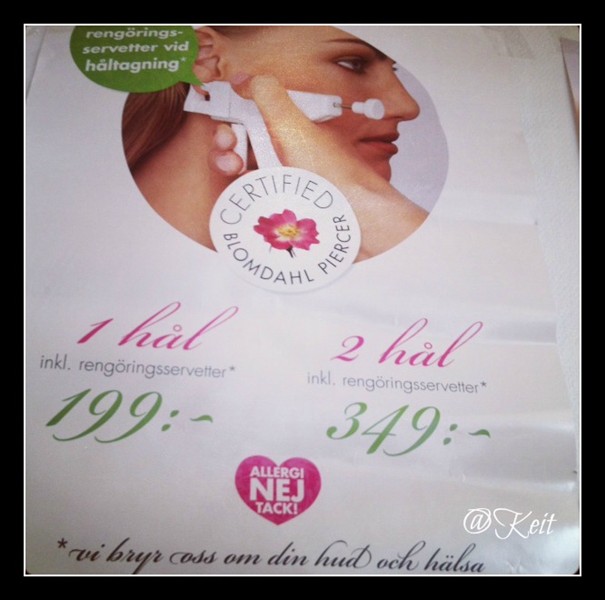 rengörings-
servetter vid
håltagning*
CERTIFIED
BLOMDAHL PIERCER
1 hål
inkl. rengöringsservetter*
199:-
2 hål
inkl. rengöringsservetter*
349:-
ALLERGI
NEJ
TACK!
@Keit
*vi bryr oss om din hud och hälsa